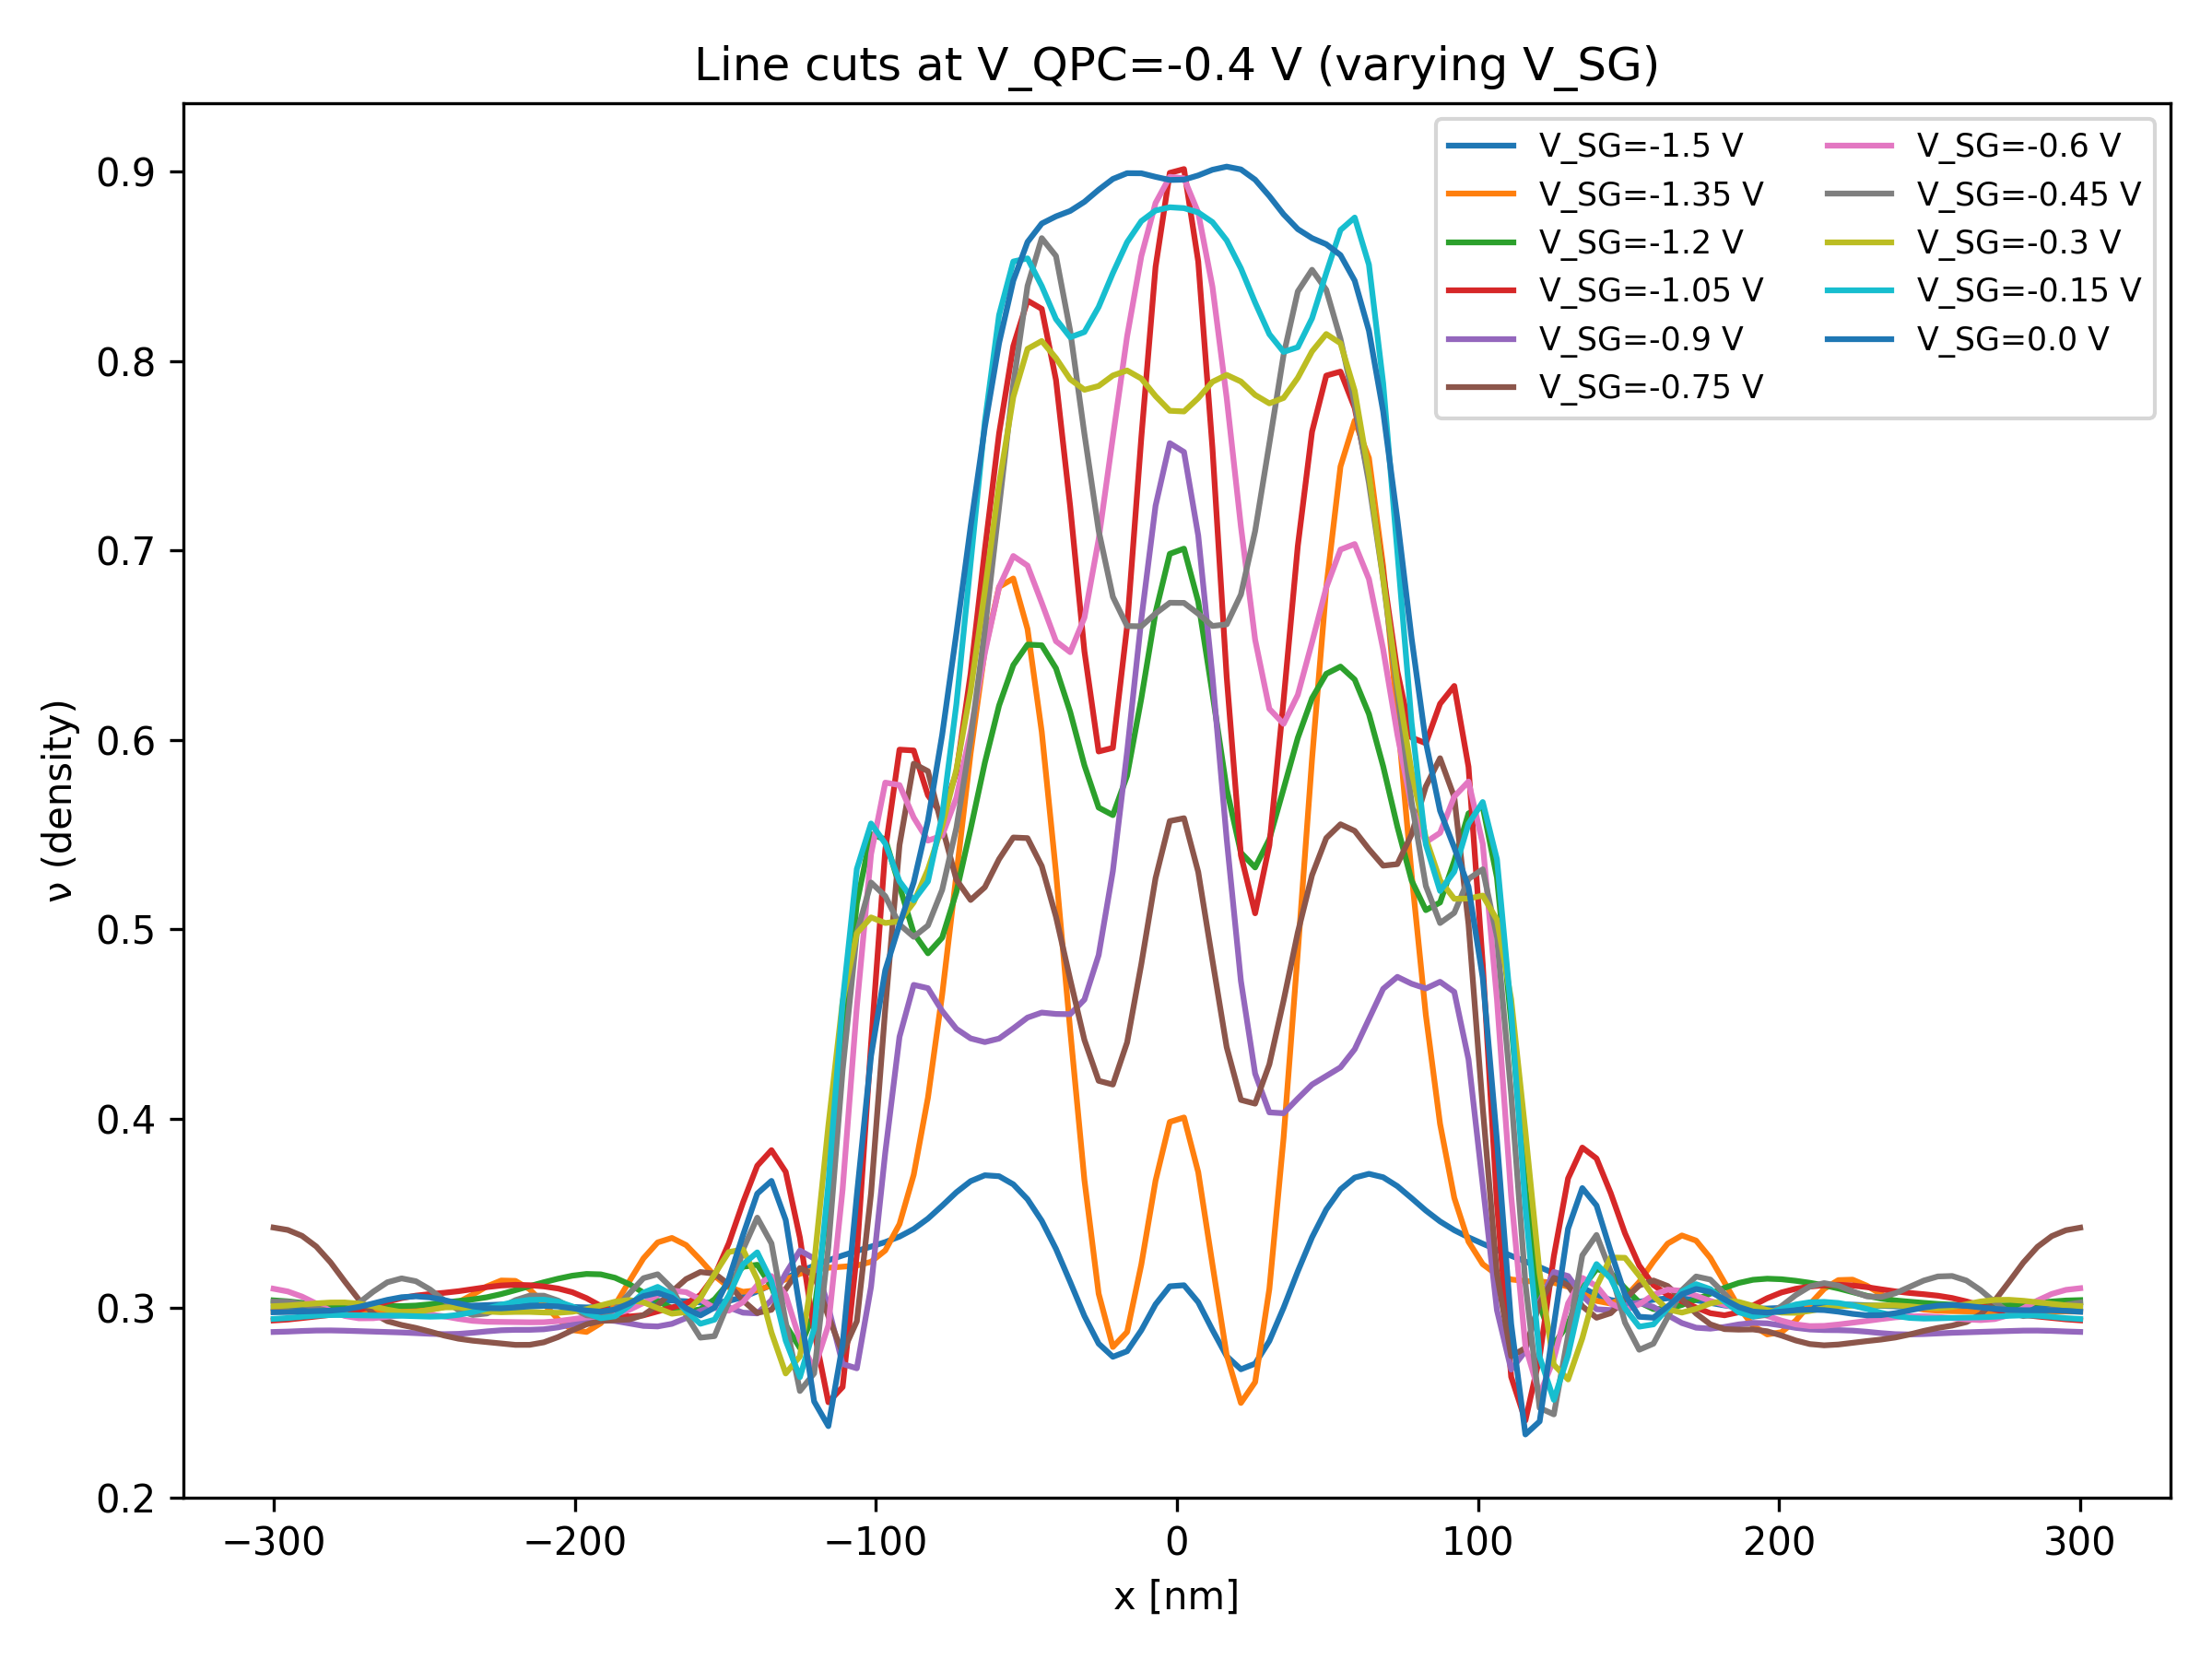 Line cuts at V_QPC=-0.4 V (varying V_SG)
V_SG=-1.5 V
V_SG=-1.35 V
V_SG=-1.2 V
V_SG=-1.05 V
V_SG=-0.9 V
V_SG=-0.75 V
V_SG=-0.6 V
V_SG=-0.45 V
V_SG=-0.3 V
V_SG=-0.15 V
V_SG=0.0 V
ν (density)
0.9
0.8
0.7
0.6
0.5
0.4
0.3
0.2
−300
−200
−100
0
100
200
300
x [nm]